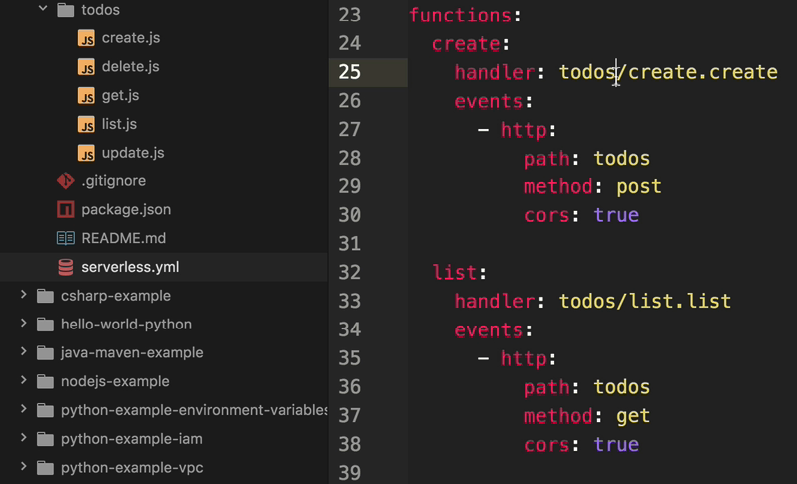 todos
create.js
delete.js
get.js
list.js
update.js
.gitignore
package.json
README.md
serverless.yml
csharp-example
hello-world-python
java-maven-example
nodejs-example
python-example-environment-variables
python-example-iam
python-example-vpc
23 functions:
24 create:
25 handler: todos/create.create
26 events:
27 - http:
28 path: todos
29 method: post
30 cors: true
31
32 list:
33 handler: todos/list.list
34 events:
35 - http:
36 path: todos
37 method: get
38 cors: true
39